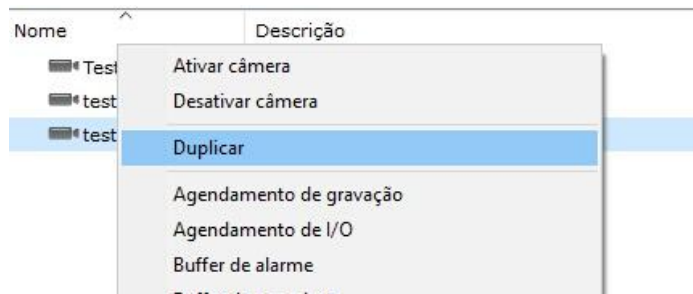 Nome Descrição
Test
test
test
Ativar câmera
Desativar câmera
Duplicar
Agendamento de gravação
Agendamento de I/O
Buffer de alarme